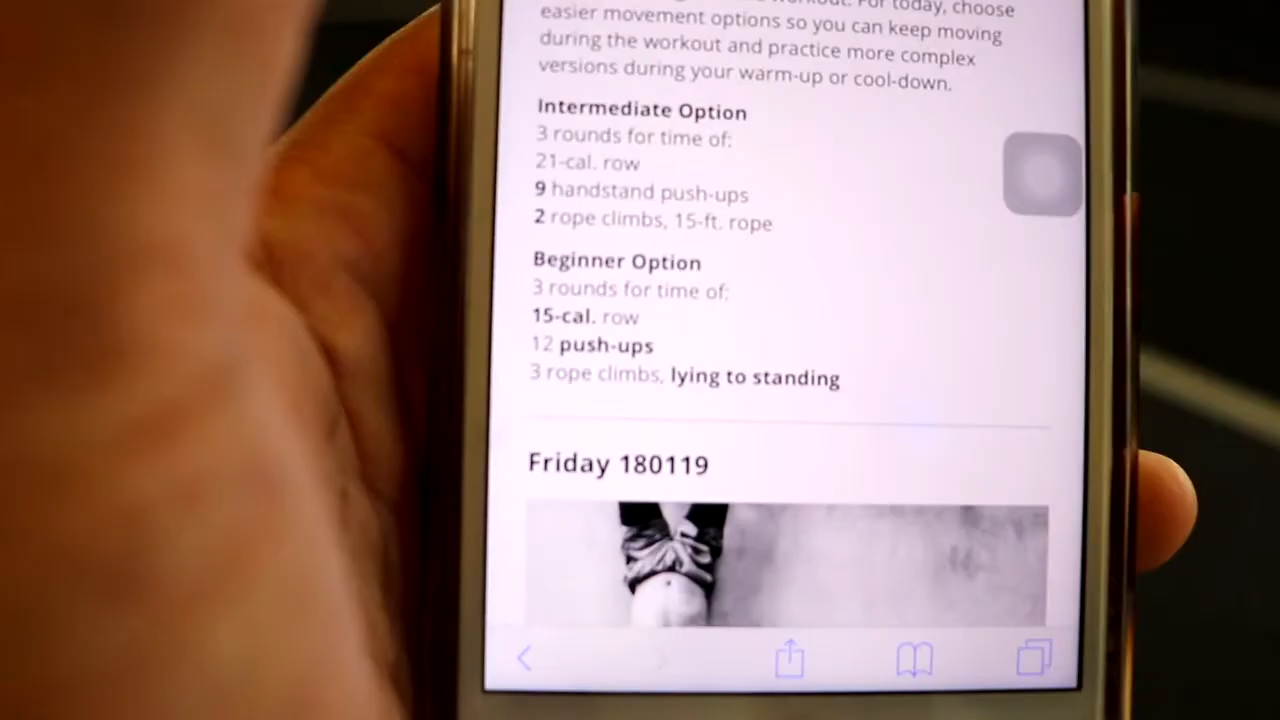 For today, choose
easier movement options so you can keep moving
during the workout and practice more complex
versions during your warm-up or cool-down.
Intermediate Option
3 rounds for time of:
21-cal. row
9 handstand push-ups
2 rope climbs, 15-ft. rope
Beginner Option
3 rounds for time of:
15-cal. row
12 push-ups
3 rope climbs, lying to standing
Friday 180119